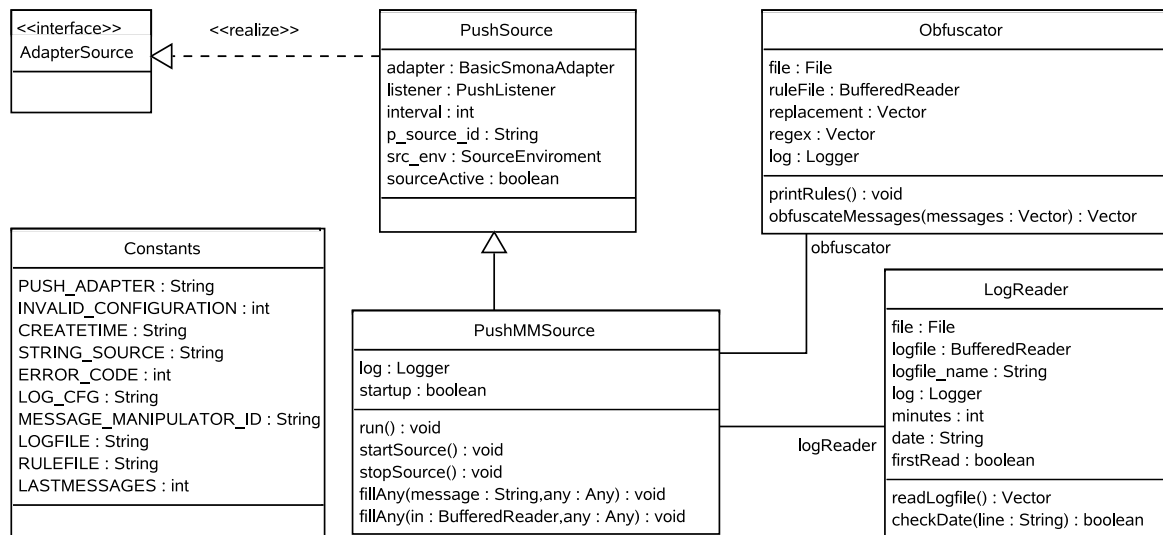 <<interface>>
AdapterSource
<<realize>>
PushSource
adapter : BasicSmonaAdapter
listener : PushListener
interval : int
p_source_id : String
src_env : SourceEnviroment
sourceActive : boolean
Obfuscator
file : File
ruleFile : BufferedReader
replacement : Vector
regex : Vector
log : Logger
printRules() : void
obfuscateMessages(messages : Vector) : Vector
obfuscator
Constants
PUSH_ADAPTER : String
INVALID_CONFIGURATION : int
CREATETIME : String
STRING_SOURCE : String
ERROR_CODE : int
LOG_CFG : String
MESSAGE_MANIPULATOR_ID : String
LOGFILE : String
RULEFILE : String
LASTMESSAGES : int
PushMMSource
log : Logger
startup : boolean
run() : void
startSource() : void
stopSource() : void
fillAny(message : String,any : Any) : void
fillAny(in : BufferedReader,any : Any) : void
logReader
LogReader
file : File
logfile : BufferedReader
logfile_name : String
log : Logger
minutes : int
date : String
firstRead : boolean
readLogfile() : Vector
checkDate(line : String) : boolean